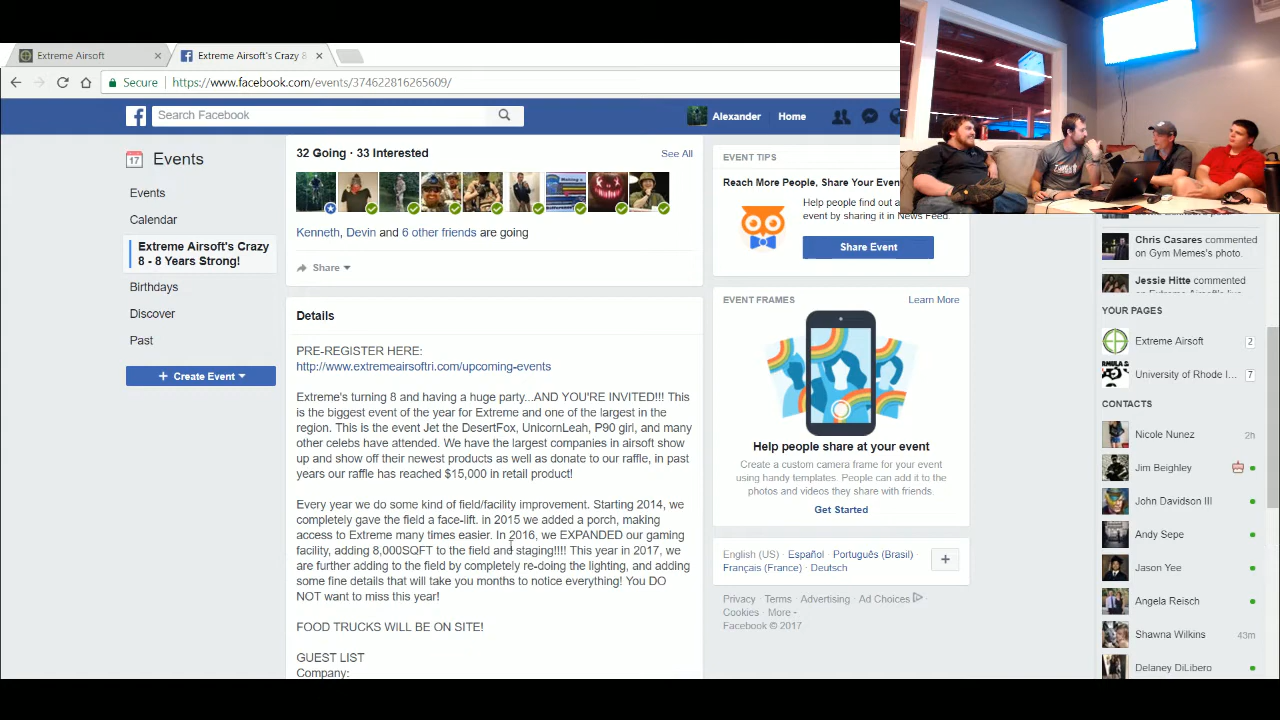 Extreme Airsoft
Extreme Airsoft's Crazy 8
Secure
https://www.facebook.com/events/374622816265609/
Search Facebook
Alexander
Home
17
Events
Events
Calendar
Extreme Airsoft's Crazy
8 - 8 Years Strong!
Birthdays
Discover
Past
+ Create Event
32 Going · 33 Interested
See All
Kenneth, Devin and 6 other friends are going
Share
Details
PRE-REGISTER HERE:
http://www.extremeairsoftri.com/upcoming-events
Extreme's turning 8 and having a huge party...AND YOU'RE INVITED!!! This
is the biggest event of the year for Extreme and one of the largest in the
region. This is the event Jet the DesertFox, UnicornLeah, P90 girl, and many
other celebs have attended. We have the largest companies in airsoft show
up and show off their newest products as well as donate to our raffle, in past
years our raffle has reached $15,000 in retail product!
Every year we do some kind of field/facility improvement. Starting 2014, we
completely gave the field a face-lift. in 2015 we added a porch, making
access to Extreme many times easier. In 2016, we EXPANDED our gaming
facility, adding 8,000SQFT to the field and staging!!!! This year in 2017, we
are further adding to the field by completely re-doing the lighting, and adding
some fine details that will take you months to notice everything! You DO
NOT want to miss this year!
FOOD TRUCKS WILL BE ON SITE!
GUEST LIST
Company:
EVENT TIPS
Reach More People, Share Your Even
Help people find out a
event by sharing it in News Feed.
Share Event
EVENT FRAMES
Learn More
Help people share at your event
Create a custom camera frame for your event
using handy templates. People can add it to the
photos and videos they share with friends.
Get Started
English (US) · Español · Português (Brasil) ·
Français (France) · Deutsch
+
Privacy · Terms · Advertising · Ad Choices
Cookies · More
Facebook © 2017
Chris Casares commented
on Gym Memes's photo.
Jessie Hitte commented
YOUR PAGES
Extreme Airsoft 2
University of Rhode I... 7
CONTACTS
Nicole Nunez 2h
Jim Beighley
John Davidson III
Andy Sepe
Jason Yee
Angela Reisch
Shawna Wilkins 43m
Delaney DiLibero